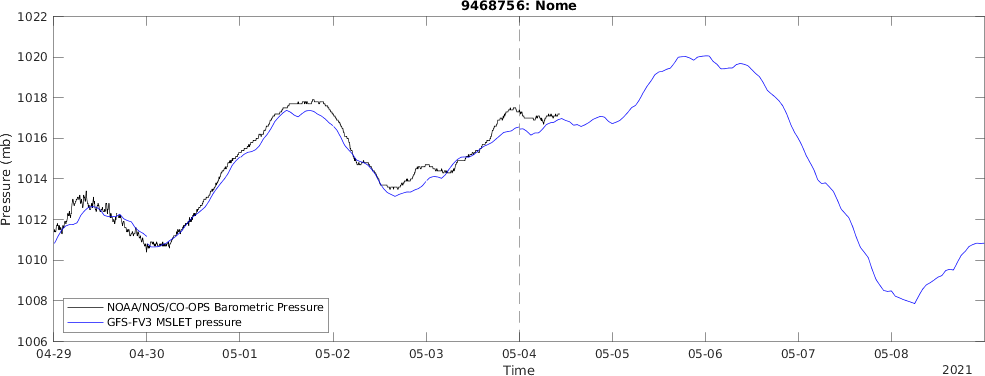 9468756: Nome
1022
1020
1018
1016
1014
1012
1010
1008
1006
Pressure (mb)
NOAA/NOS/CO-OPS Barometric Pressure
GFS-FV3 MSLET pressure
04-29 04-30 05-01 05-02 05-03 05-04 05-05 05-06 05-07 05-08
Time
2021